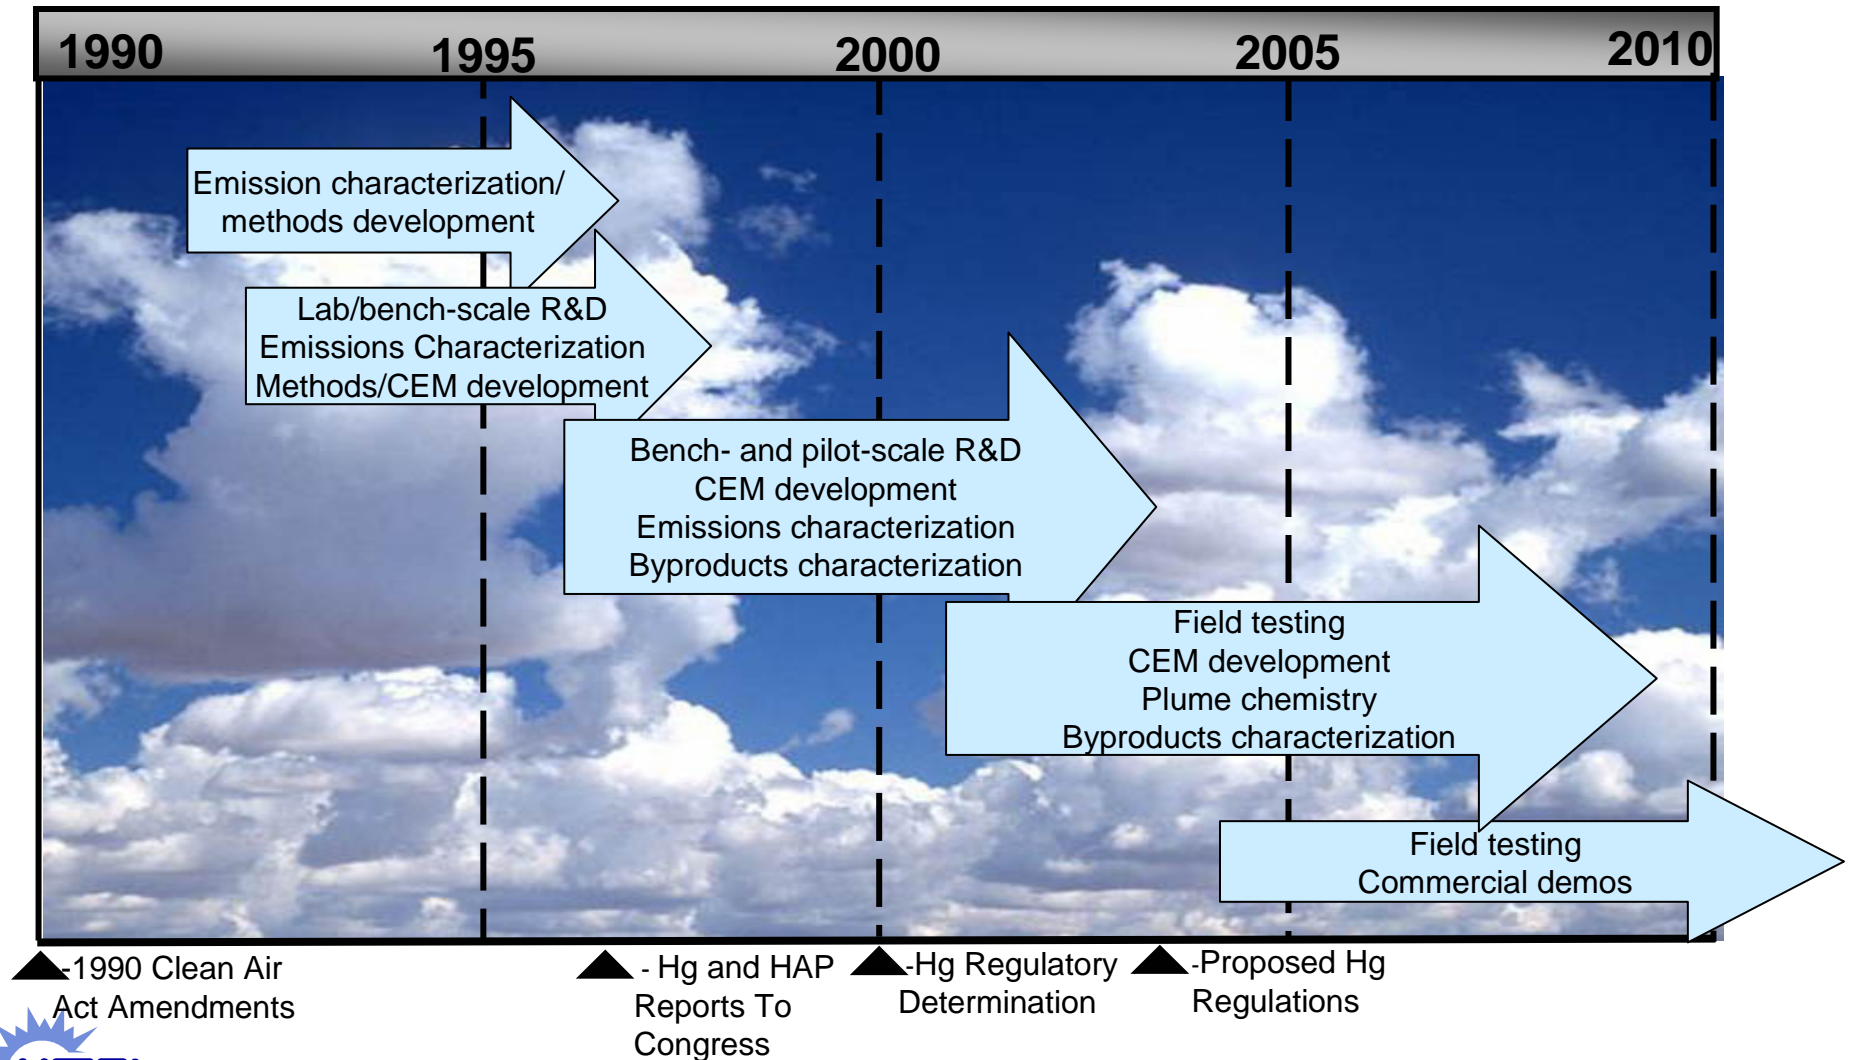 1990 1995 2000 2005 2010
Emission characterization/
methods development
Lab/bench-scale R&D
Emissions Characterization
Methods/CEM development
Bench- and pilot-scale R&D
CEM development
Emissions characterization
Byproducts characterization
Field testing
CEM development
Plume chemistry
Byproducts characterization
Field testing
Commercial demos
-1990 Clean Air
Act Amendments
- Hg and HAP
Reports To
Congress
-Hg Regulatory
Determination
-Proposed Hg
Regulations